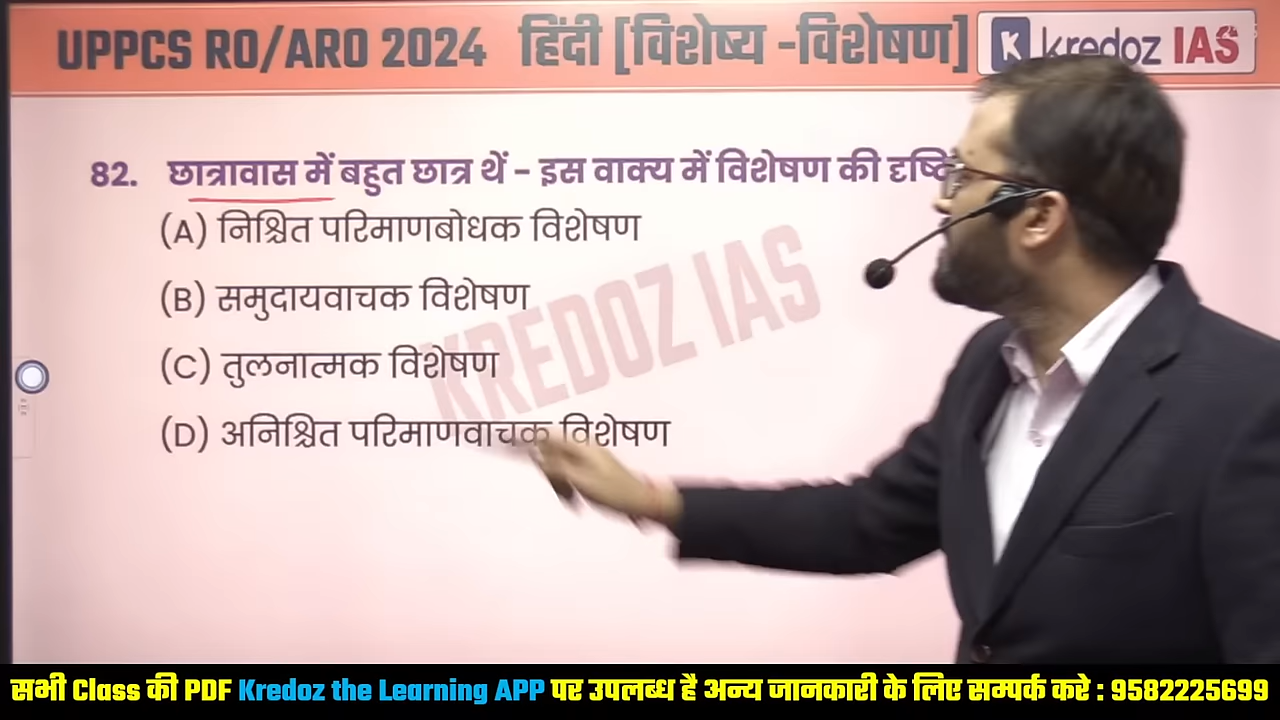 UPPCS RO/ARO 2024 हिंदी [विशेष्य -विशेषण] kredoz IAS
82. छात्रावास में बहुत छात्र थें - इस वाक्य में विशेषण की
(A) निश्चित परिमाणबोधक विशेषण
(B) समुदायवाचक विशेषण
KREDOZ IAS
(C) तुलनात्मक विशेषण
(D) अनिश्चित परिमाणवाचक विशेषण
सभी Class की PDF Kredoz the Learning APP पर उपलब्ध है अन्य जानकारी के लिए सम्पर्क करे : 9582225699